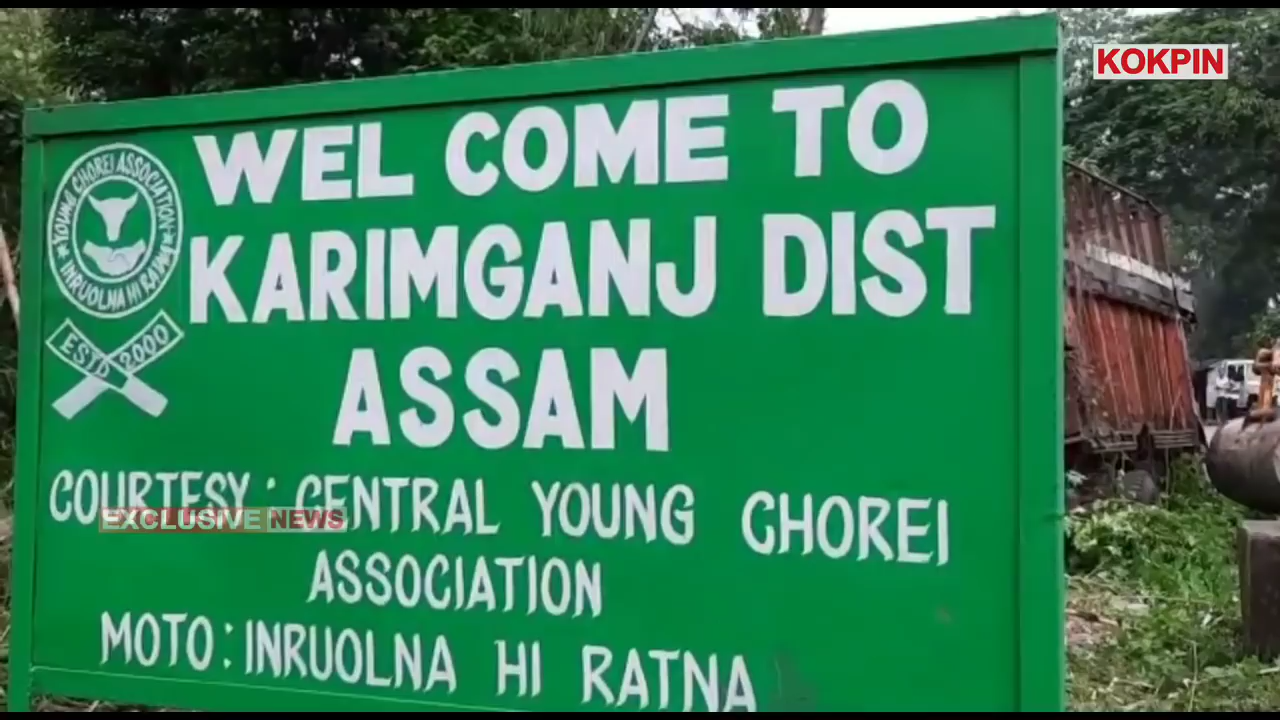 KOKPIN
WEL COME TO
KARIMGANJ DIST
ASSAM
YOUNG CHOREI ASSOCIATION
INRUOLNA HI RATNA
ESTD 2000
COURTESY : CENTRAL YOUNG CHOREI
EXCLUSIVE NEWS
ASSOCIATION
MOTO : INRUOLNA HI RATNA